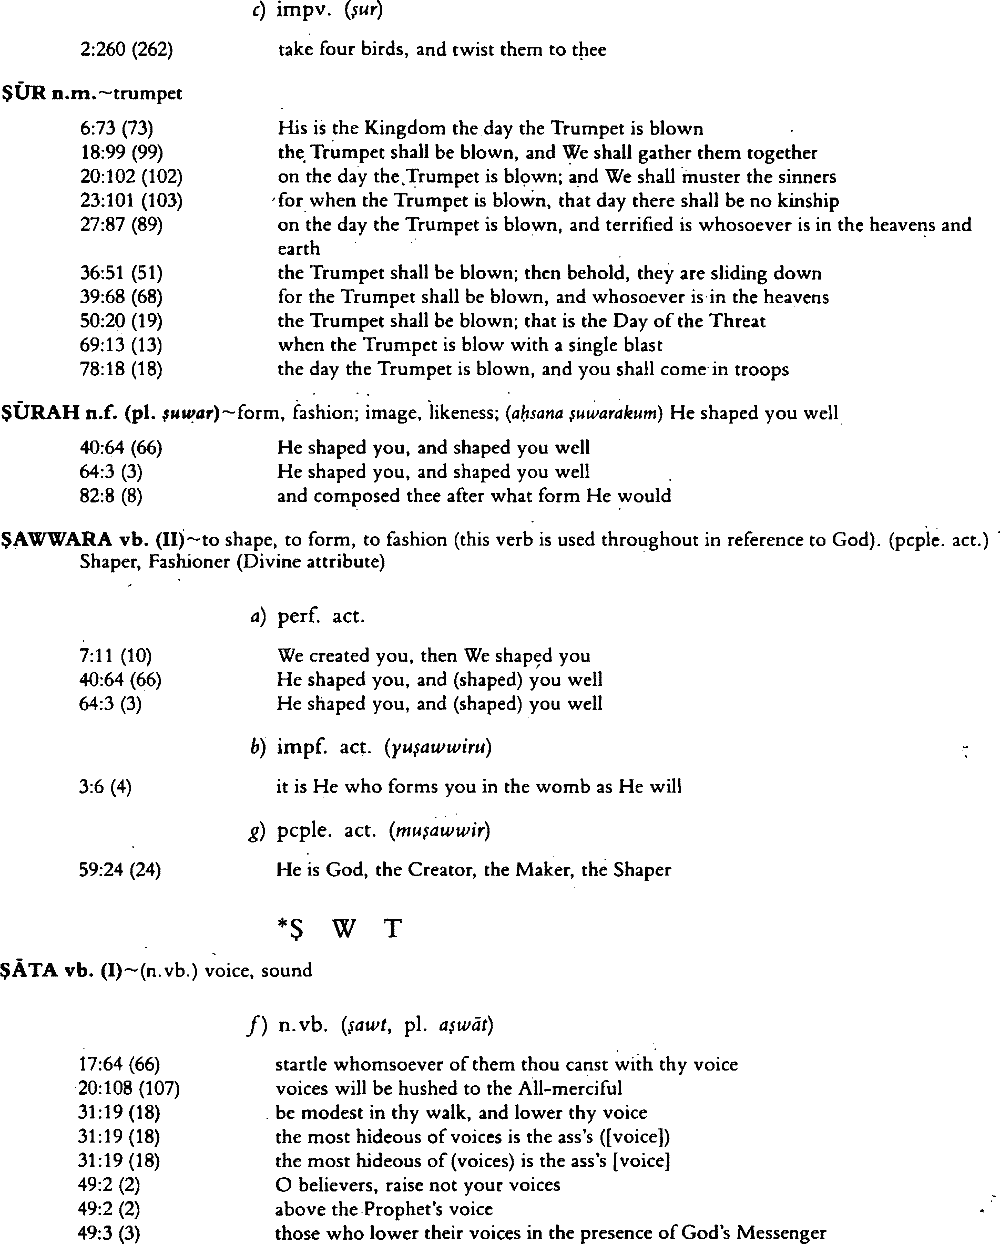 c) impv. (ṣur)
2:260 (262) take four birds, and twist them to thee
ṢŪR n.m.~trumpet
6:73 (73) His is the Kingdom the day the Trumpet is blown
18:99 (99) the Trumpet shall be blown, and We shall gather them together
20:102 (102) on the day the Trumpet is blown; and We shall muster the sinners
23:101 (103) for when the Trumpet is blown, that day there shall be no kinship
27:87 (89) on the day the Trumpet is blown, and terrified is whosoever is in the heavens and
earth
36:51 (51) the Trumpet shall be blown; then behold, they are sliding down
39:68 (68) for the Trumpet shall be blown, and whosoever is in the heavens
50:20 (19) the Trumpet shall be blown; that is the Day of the Threat
69:13 (13) when the Trumpet is blow with a single blast
78:18 (18) the day the Trumpet is blown, and you shall come in troops
ṢŪRAH n.f. (pl. ṣuwar)~form, fashion; image, likeness; (aḥsana ṣuwarakum) He shaped you well
40:64 (66) He shaped you, and shaped you well
64:3 (3) He shaped you, and shaped you well
82:8 (8) and composed thee after what form He would
ṢAWWARA vb. (II)~to shape, to form, to fashion (this verb is used throughout in reference to God). (pcple. act.)
Shaper, Fashioner (Divine attribute)
a) perf. act.
7:11 (10) We created you, then We shaped you
40:64 (66) He shaped you, and (shaped) you well
64:3 (3) He shaped you, and (shaped) you well
b) impf. act. (yuṣawwiru)
3:6 (4) it is He who forms you in the womb as He will
g) pcple. act. (muṣawwir)
59:24 (24) He is God, the Creator, the Maker, the Shaper
*Ṣ W T
ṢĀTA vb. (I)~(n.vb.) voice, sound
f) n.vb. (ṣawt, pl. aṣwāt)
17:64 (66) startle whomsoever of them thou canst with thy voice
20:108 (107) voices will be hushed to the All-merciful
31:19 (18) be modest in thy walk, and lower thy voice
31:19 (18) the most hideous of voices is the ass's ([voice])
31:19 (18) the most hideous of (voices) is the ass's [voice]
49:2 (2) O believers, raise not your voices
49:2 (2) above the Prophet's voice
49:3 (3) those who lower their voices in the presence of God's Messenger